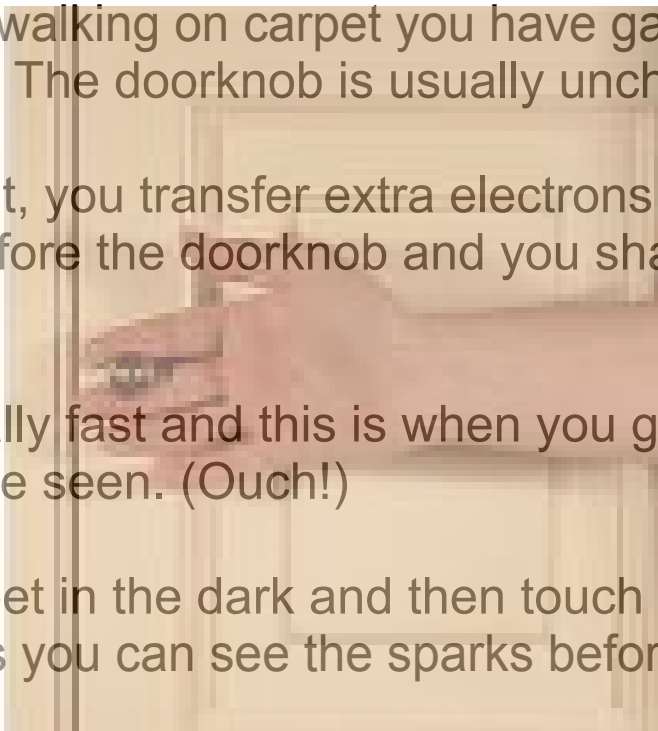 walking on carpet you have ga
The doorknob is usually unch
t, you transfer extra electrons
fore the doorknob and you sha
lly fast and this is when you g
e seen. (Ouch!)
et in the dark and then touch
s you can see the sparks befor